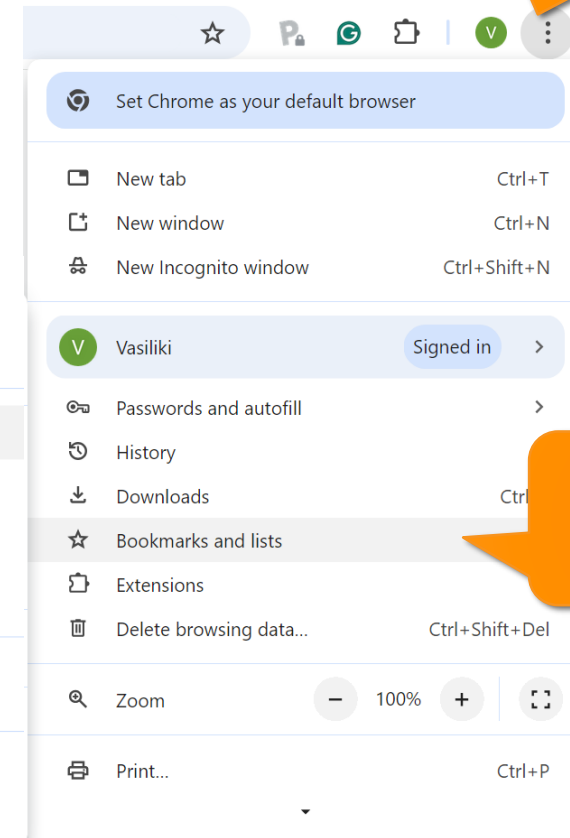 V
Set Chrome as your default browser
New tab Ctrl+T
New window Ctrl+N
New Incognito window Ctrl+Shift+N
V Vasiliki Signed in
Passwords and autofill
History
Downloads Ctrl
Bookmarks and lists
Extensions
Delete browsing data... Ctrl+Shift+Del
Zoom − 100% +
Print... Ctrl+P